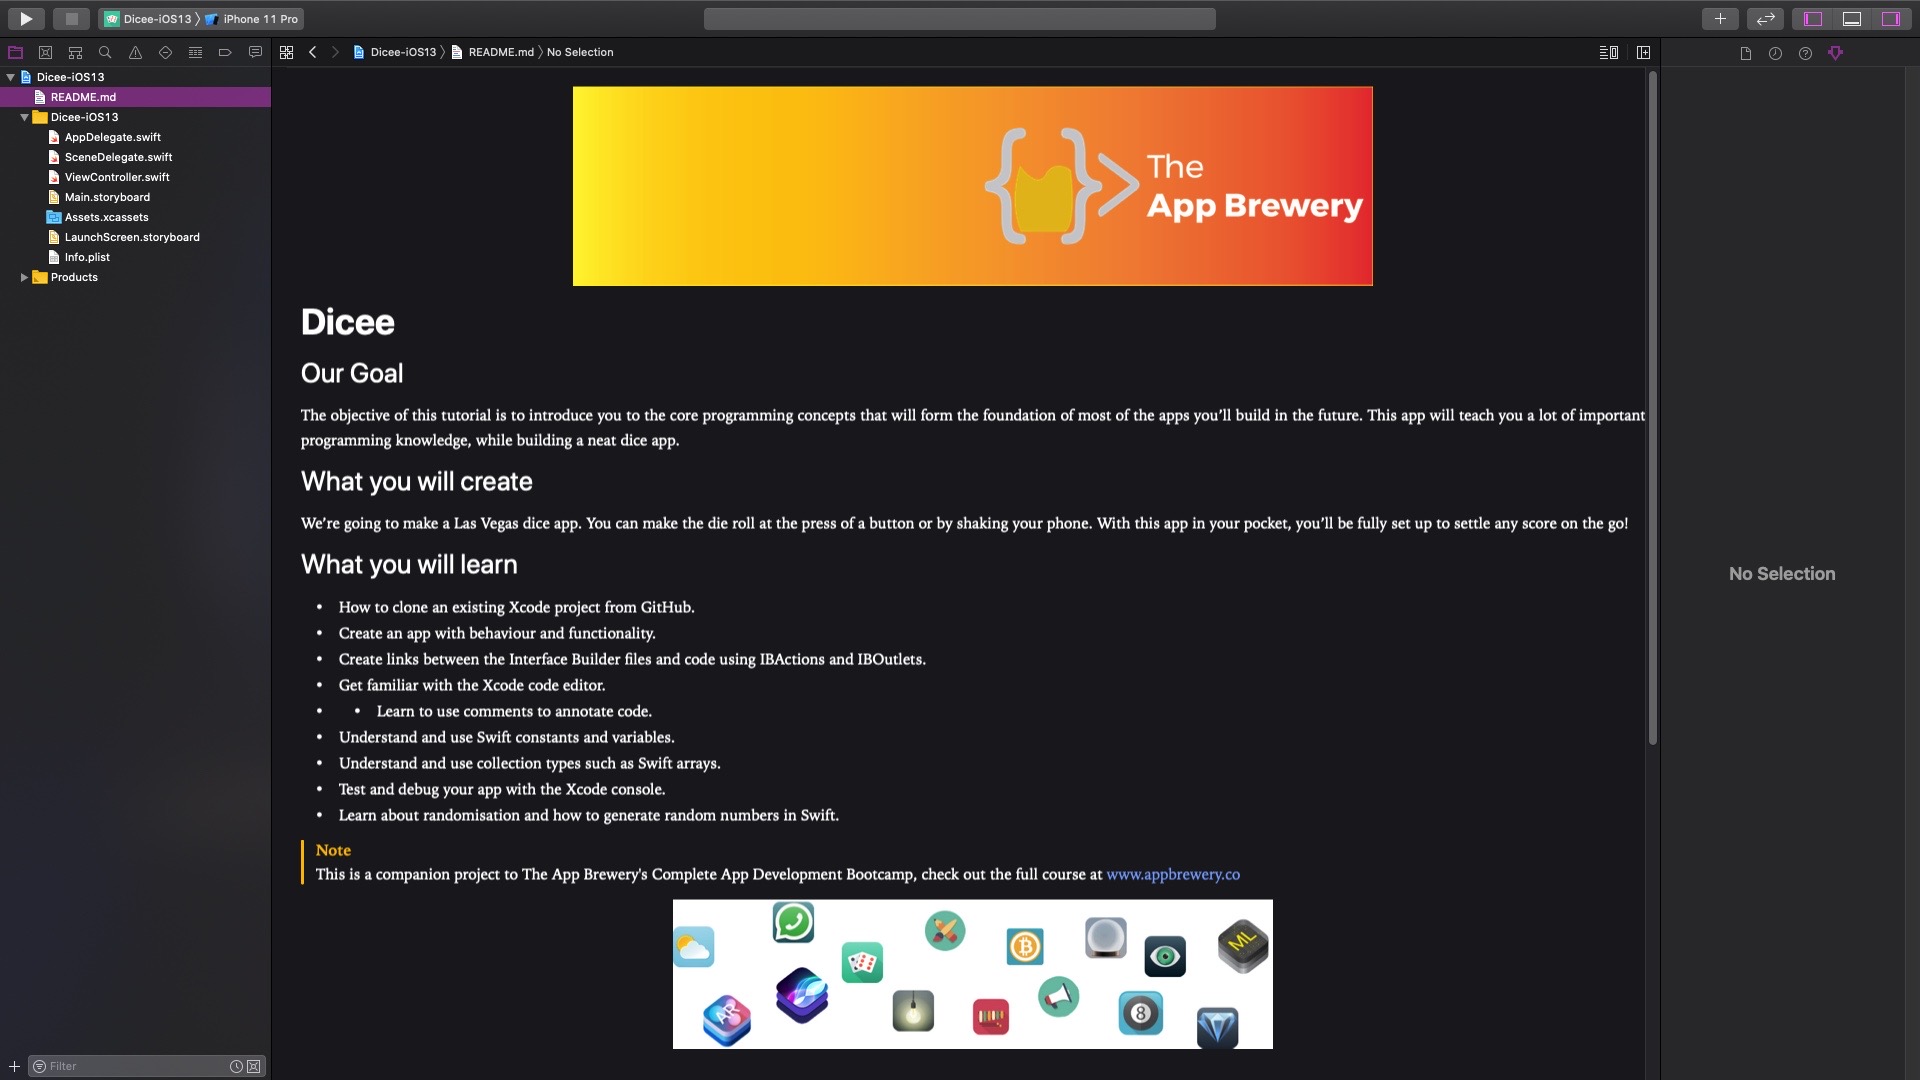 Dicee-iOS13 〉 iPhone 11 Pro
Dicee-iOS13 〉 README.md 〉 No Selection
Dicee-iOS13
README.md
Dicee-iOS13
AppDelegate.swift
SceneDelegate.swift
ViewController.swift
Main.storyboard
Assets.xcassets
LaunchScreen.storyboard
Info.plist
Products
Filter
The
App Brewery
Dicee
Our Goal
The objective of this tutorial is to introduce you to the core programming concepts that will form the foundation of most of the apps you’ll build in the future. This app will teach you a lot of important
programming knowledge, while building a neat dice app.
What you will create
We’re going to make a Las Vegas dice app. You can make the die roll at the press of a button or by shaking your phone. With this app in your pocket, you’ll be fully set up to settle any score on the go!
What you will learn
• How to clone an existing Xcode project from GitHub.
• Create an app with behaviour and functionality.
• Create links between the Interface Builder files and code using IBActions and IBOutlets.
• Get familiar with the Xcode code editor.
• • Learn to use comments to annotate code.
• Understand and use Swift constants and variables.
• Understand and use collection types such as Swift arrays.
• Test and debug your app with the Xcode console.
• Learn about randomisation and how to generate random numbers in Swift.
Note
This is a companion project to The App Brewery's Complete App Development Bootcamp, check out the full course at www.appbrewery.co
ML
AR
8
No Selection